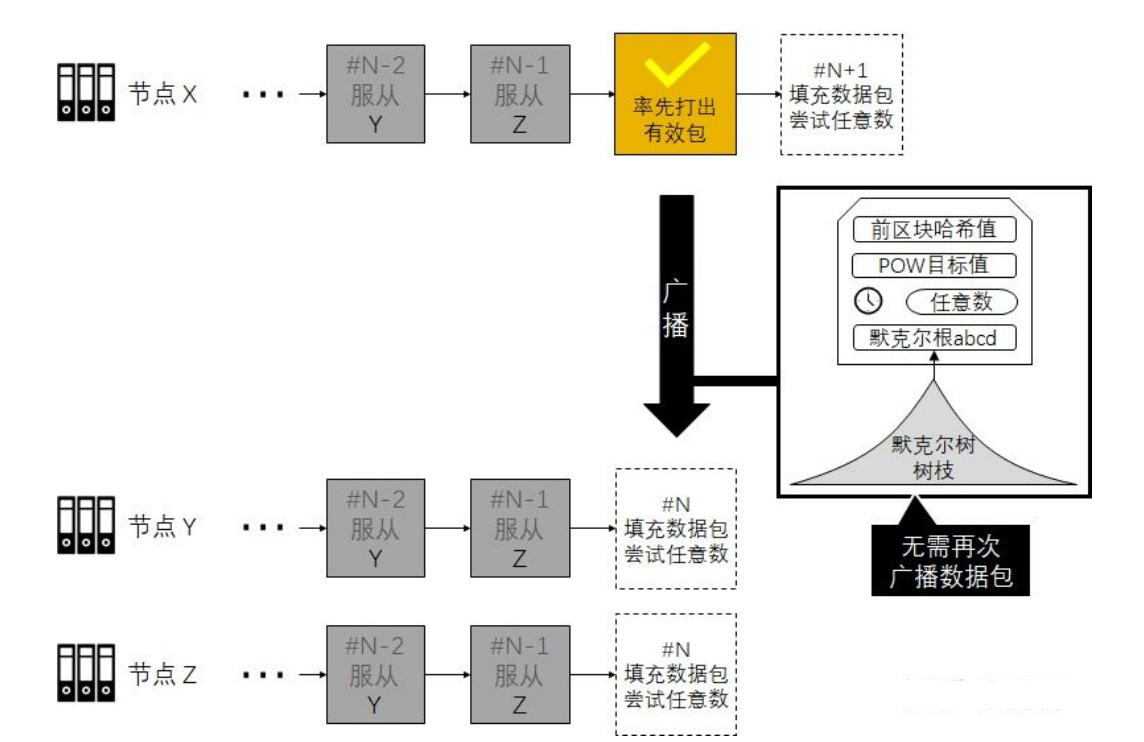 节点 X
#N-2
服从
Y
#N-1
服从
Z
率先打出
有效包
#N+1
填充数据包
尝试任意数
广
播
前区块哈希值
POW目标值
任意数
默克尔根abcd
默克尔树
树枝
无需再次
广播数据包
节点 Y
#N-2
服从
Y
#N-1
服从
Z
#N
填充数据包
尝试任意数
节点 Z
#N-2
服从
Y
#N-1
服从
Z
#N
填充数据包
尝试任意数